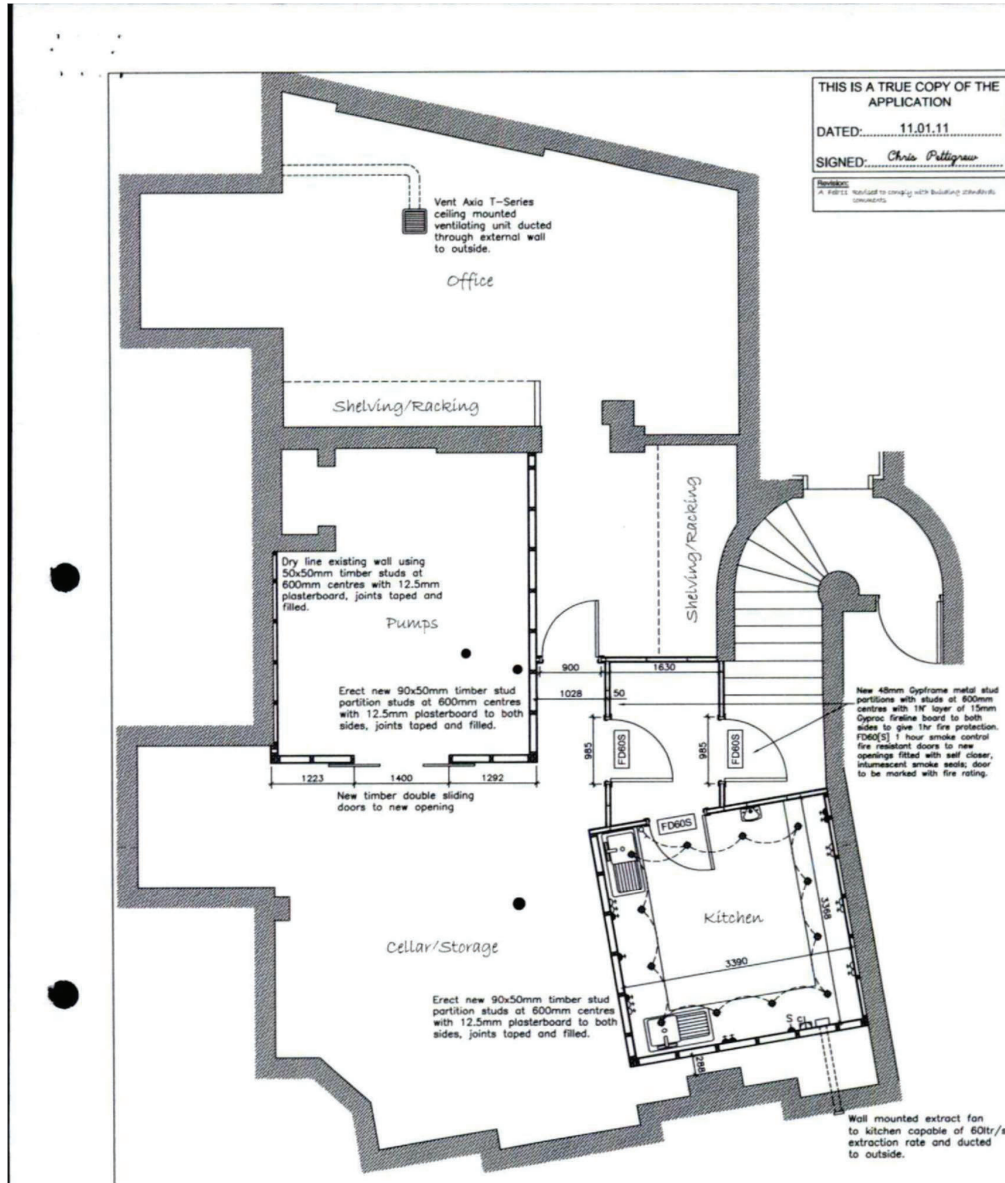 THIS IS A TRUE COPY OF THE
APPLICATION
DATED: 11.01.11
SIGNED: Chris Pettigrew
Revision:
Revised to comply with building standards
comments
Vent Axia T-Series
ceiling mounted
ventilating unit ducted
through external wall
to outside.
Office
Shelving/Racking
Shelving/Racking
Dry line existing wall using
50x50mm timber studs at
600mm centres with 12.5mm
plasterboard, joints taped and
filled.
Pumps
Erect new 90x50mm timber stud
partition studs at 600mm centres
with 12.5mm plasterboard to both
sides, joints taped and filled.
900
1630
1028
50
985
FD60S
985
FD60S
New 48mm Gypframe metal stud
partitions with studs at 600mm
centres with 1N' layer of 15mm
Gyproc fireline board to both
sides to give 1hr fire protection.
FD60[S] 1 hour smoke control
fire resistant doors to new
openings fitted with self closer,
intumescent smoke seals; door
to be marked with fire rating.
1223
1400
1292
New timber double sliding
doors to new opening
FD60S
Kitchen
3368
3390
Cellar/Storage
Erect new 90x50mm timber stud
partition studs at 600mm centres
with 12.5mm plasterboard to both
sides, joints taped and filled.
S
288
Wall mounted extract fan
to kitchen capable of 60ltr/s
extraction rate and ducted
to outside.